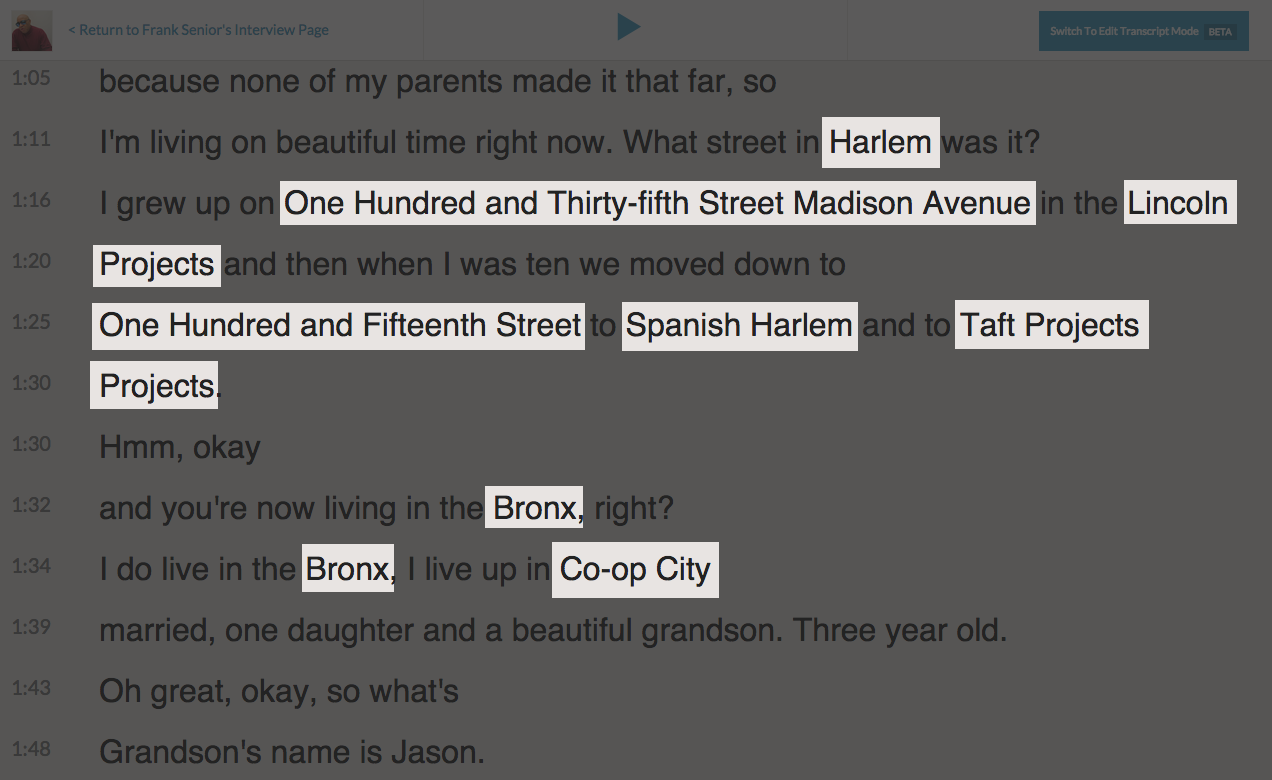 < Return to Frank Senior's Interview Page
Switch To Edit Transcript Mode BETA
1:05 because none of my parents made it that far, so
1:11 I'm living on beautiful time right now. What street in Harlem was it?
1:16 I grew up on One Hundred and Thirty-fifth Street Madison Avenue in the Lincoln
1:20 Projects and then when I was ten we moved down to
1:25 One Hundred and Fifteenth Street to Spanish Harlem and to Taft Projects
1:30 Projects.
1:30 Hmm, okay
1:32 and you're now living in the Bronx, right?
1:34 I do live in the Bronx, I live up in Co-op City
1:39 married, one daughter and a beautiful grandson. Three year old.
1:43 Oh great, okay, so what's
1:48 Grandson's name is Jason.